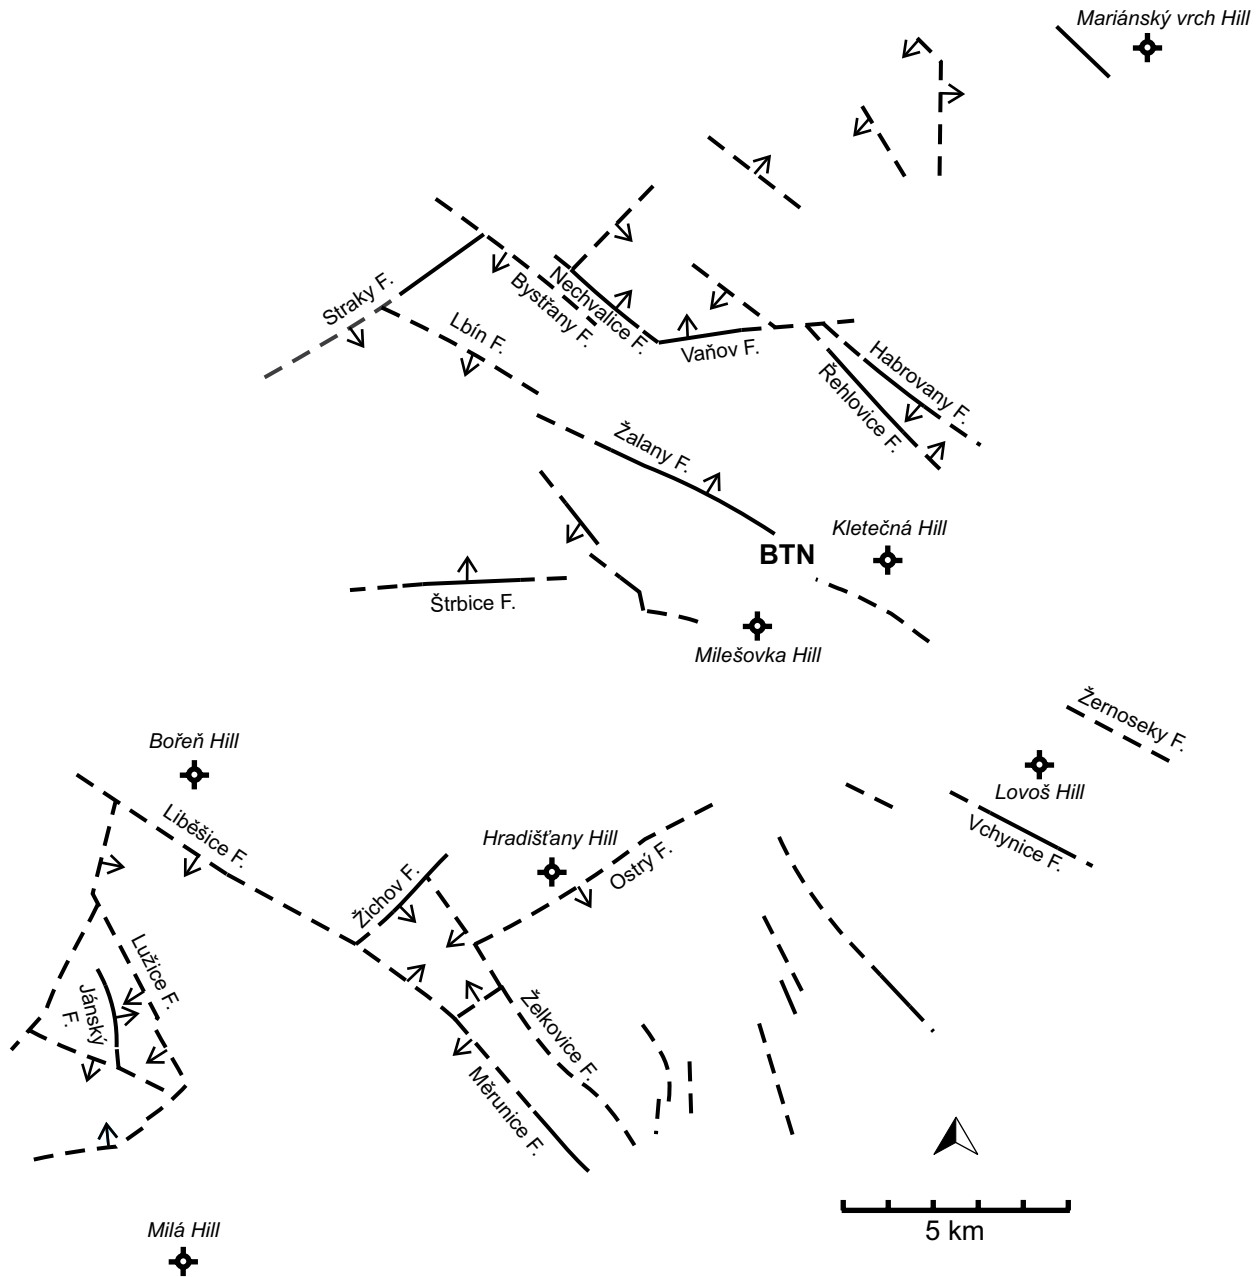 Mariánský vrch Hill
Straky F.
Lbín F.
Bystřany F.
Nechvalice F.
Vaňov F.
Habrovany F.
Řehlovice F.
Žalany F.
BTN
Kletečná Hill
Štrbice F.
Milešovka Hill
Žernoseky F.
Bořeň Hill
Lovoš Hill
Liběšice F.
Hradišťany Hill
Vchynice F.
Žichov F.
Ostrý F.
Lužice F.
Jánský
F.
Želkovice F.
Měrunice F.
5 km
Milá Hill